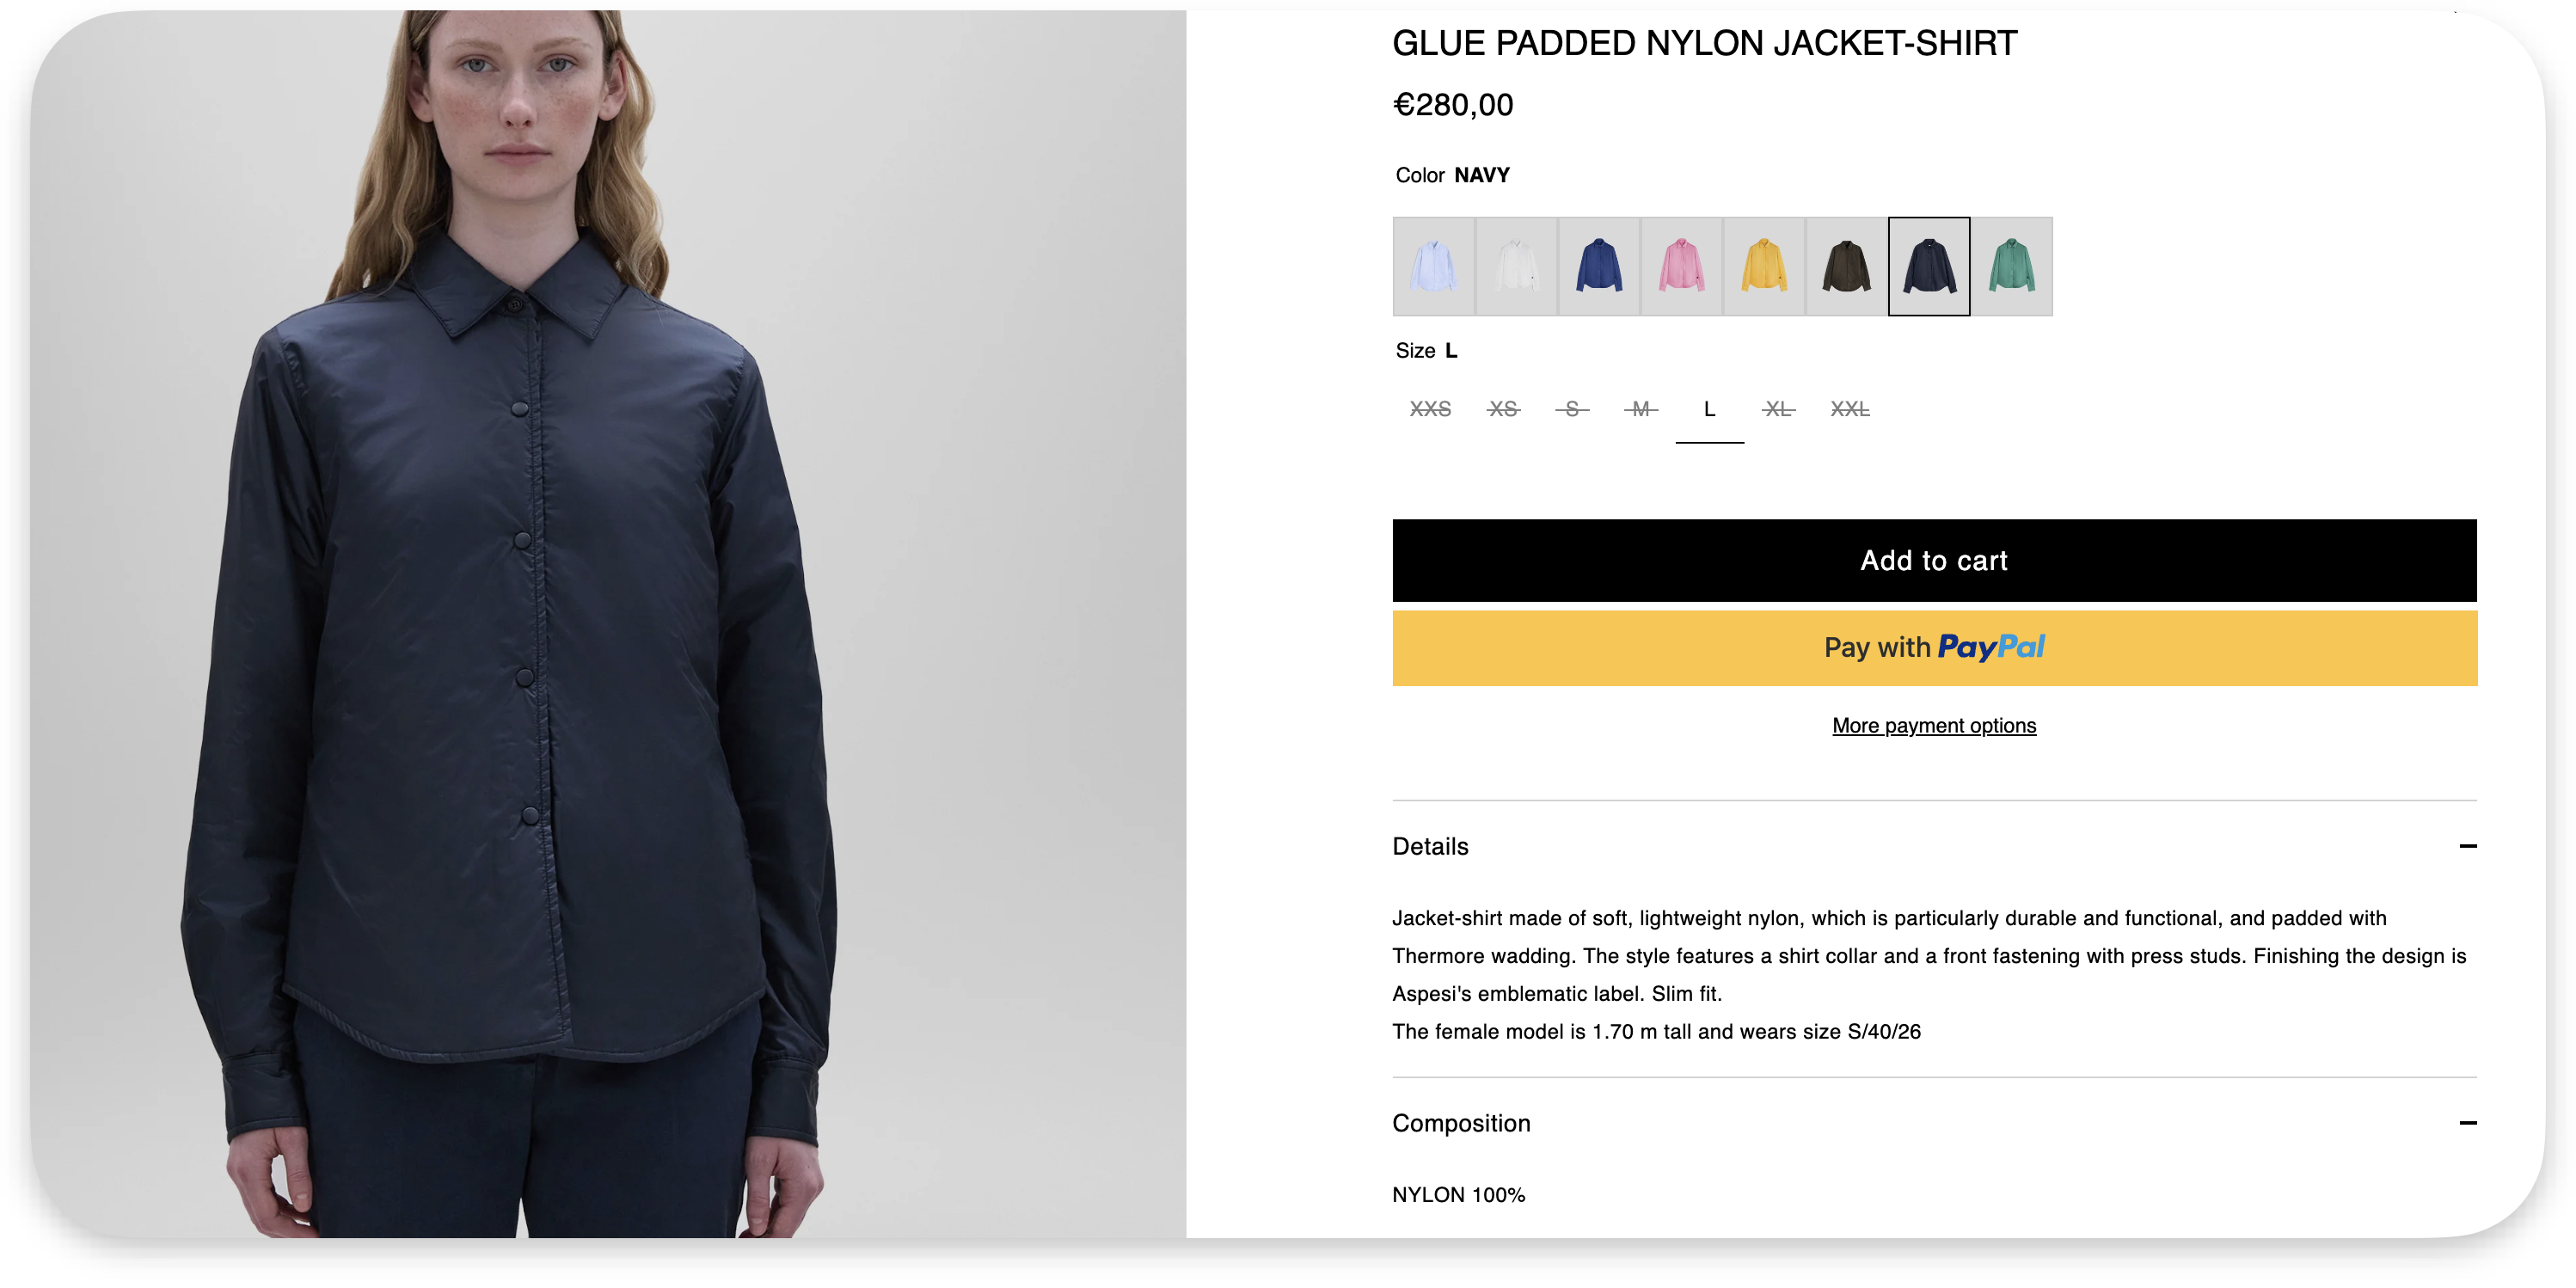 GLUE PADDED NYLON JACKET-SHIRT
€280,00
Color NAVY
Size L
XXS XS S M L XL XXL
Add to cart
Pay with PayPal
More payment options
Details
Jacket-shirt made of soft, lightweight nylon, which is particularly durable and functional, and padded with
Thermore wadding. The style features a shirt collar and a front fastening with press studs. Finishing the design is
Aspesi's emblematic label. Slim fit.
The female model is 1.70 m tall and wears size S/40/26
Composition
NYLON 100%